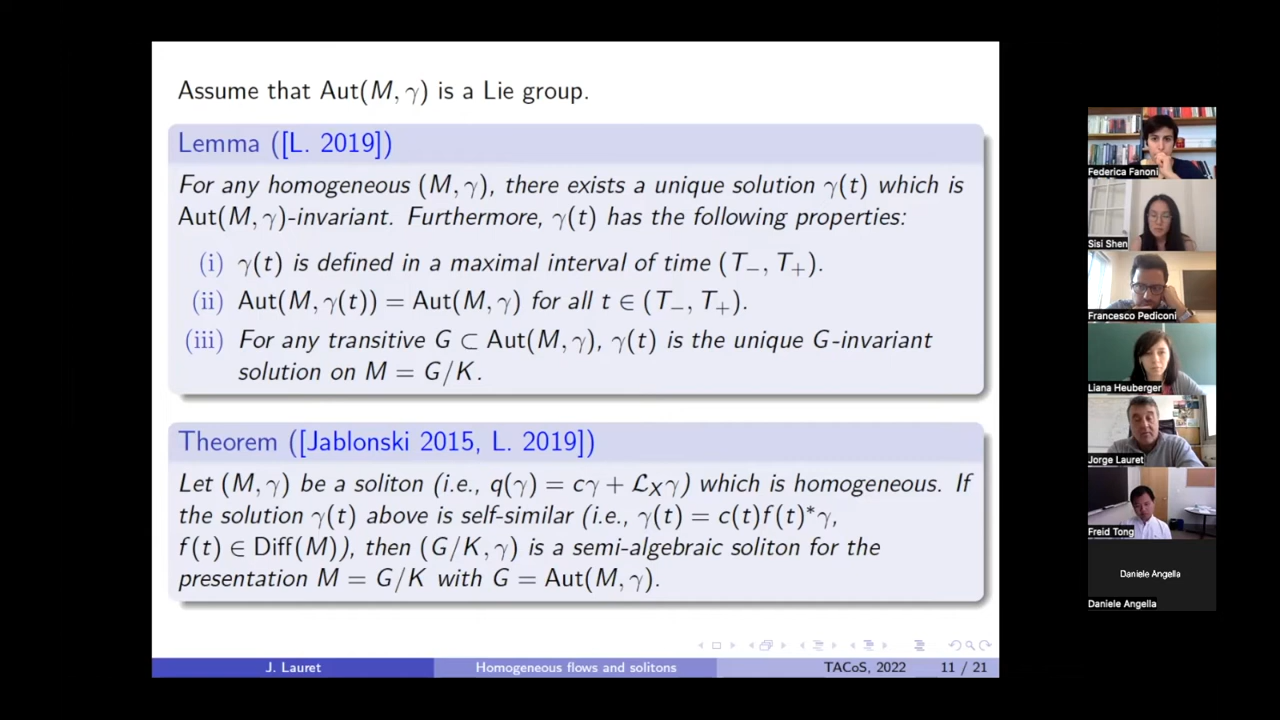 Assume that Aut(M, γ) is a Lie group.
Lemma ([L. 2019])
For any homogeneous (M, γ), there exists a unique solution γ(t) which is
Aut(M, γ)-invariant. Furthermore, γ(t) has the following properties:
(i) γ(t) is defined in a maximal interval of time (T₋, T₊).
(ii) Aut(M, γ(t)) = Aut(M, γ) for all t ∈ (T₋, T₊).
(iii) For any transitive G ⊂ Aut(M, γ), γ(t) is the unique G-invariant
solution on M = G/K.
Theorem ([Jablonski 2015, L. 2019])
Let (M, γ) be a soliton (i.e., q(γ) = cγ + ℒ_Xγ) which is homogeneous. If
the solution γ(t) above is self-similar (i.e., γ(t) = c(t)f(t)*γ,
f(t) ∈ Diff(M)), then (G/K, γ) is a semi-algebraic soliton for the
presentation M = G/K with G = Aut(M, γ).
J. Lauret
Homogeneous flows and solitons
TACoS, 2022
11 / 21
Federica Fanoni
Sisi Shen
Francesco Pediconi
Liana Heuberger
Jorge Lauret
Freid Tong
Daniele Angella
Daniele Angella